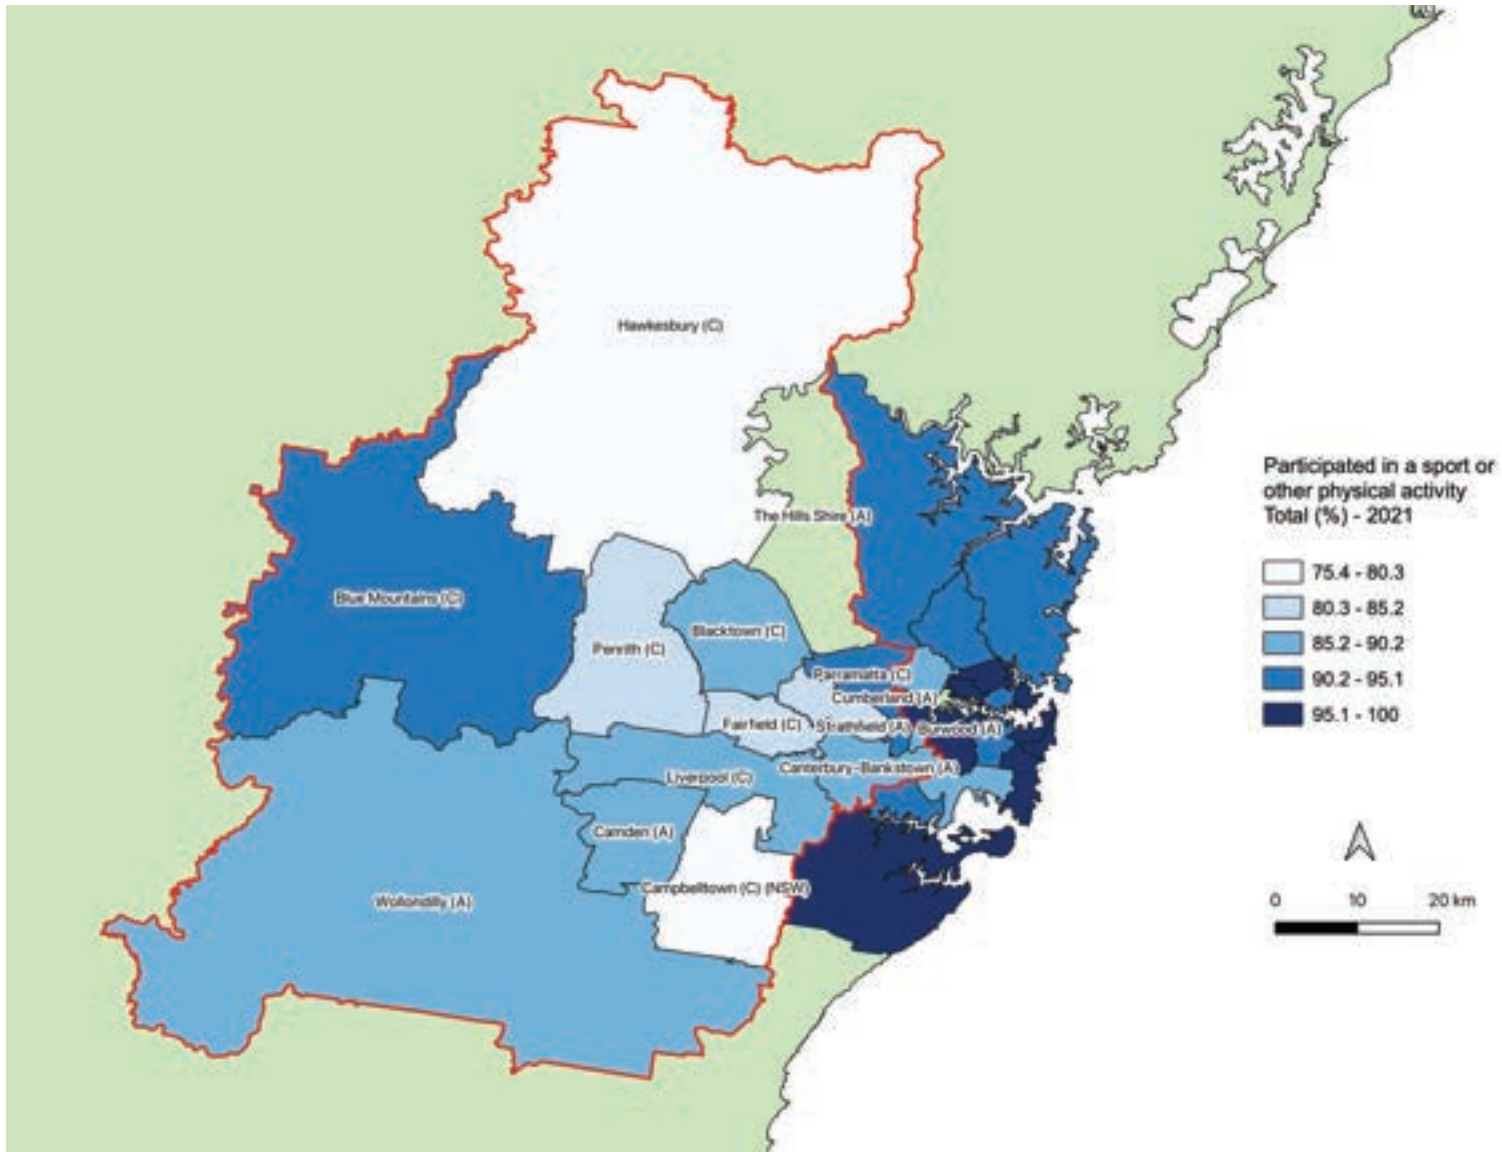 Hawkesbury (C)
The Hills Shire (A)
Blue Mountains (C)
Blacktown (C)
Penrith (C)
Parramatta (C)
Cumberland (A)
Fairfield (C)
Strathfield (A)
Burwood (A)
Canterbury-Bankstown (A)
Liverpool (C)
Camden (A)
Campbelltown (C) (NSW)
Wollondilly (A)
Participated in a sport or
other physical activity
Total (%) - 2021
75.4 - 80.3
80.3 - 85.2
85.2 - 90.2
90.2 - 95.1
95.1 - 100
0 10 20 km